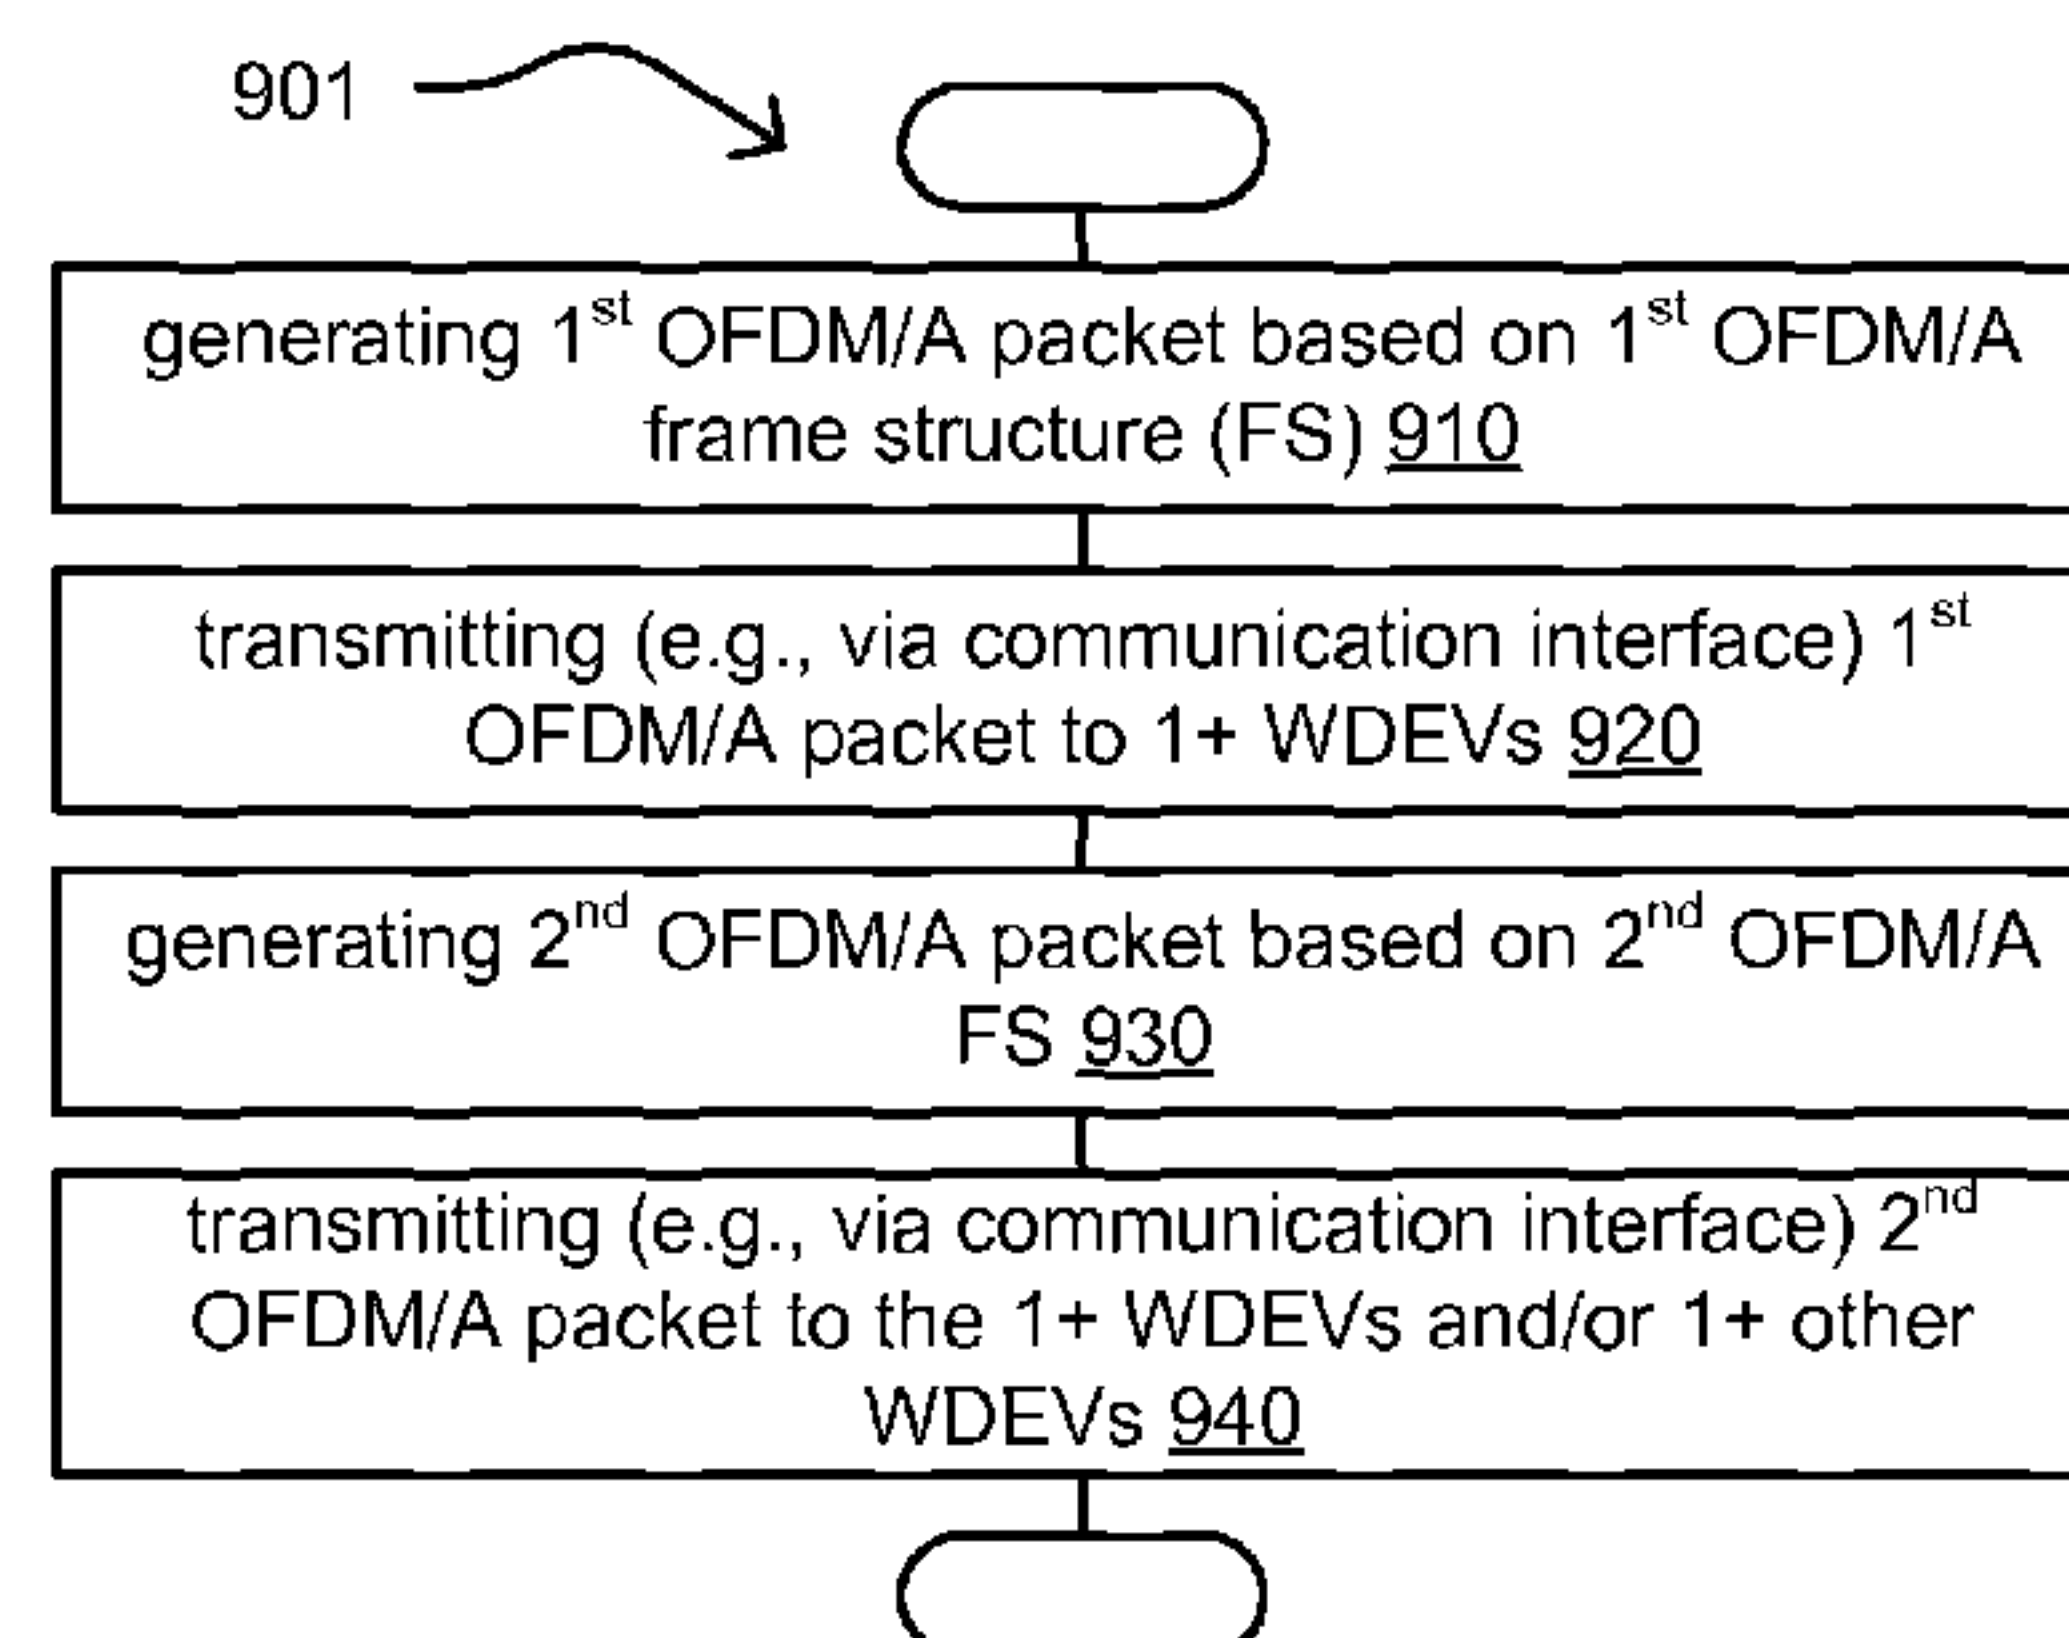 901
generating 1st OFDM/A packet based on 1st OFDM/A
frame structure (FS) 910
transmitting (e.g., via communication interface) 1st
OFDM/A packet to 1+ WDEVs 920
generating 2nd OFDM/A packet based on 2nd OFDM/A
FS 930
transmitting (e.g., via communication interface) 2nd
OFDM/A packet to the 1+ WDEVs and/or 1+ other
WDEVs 940